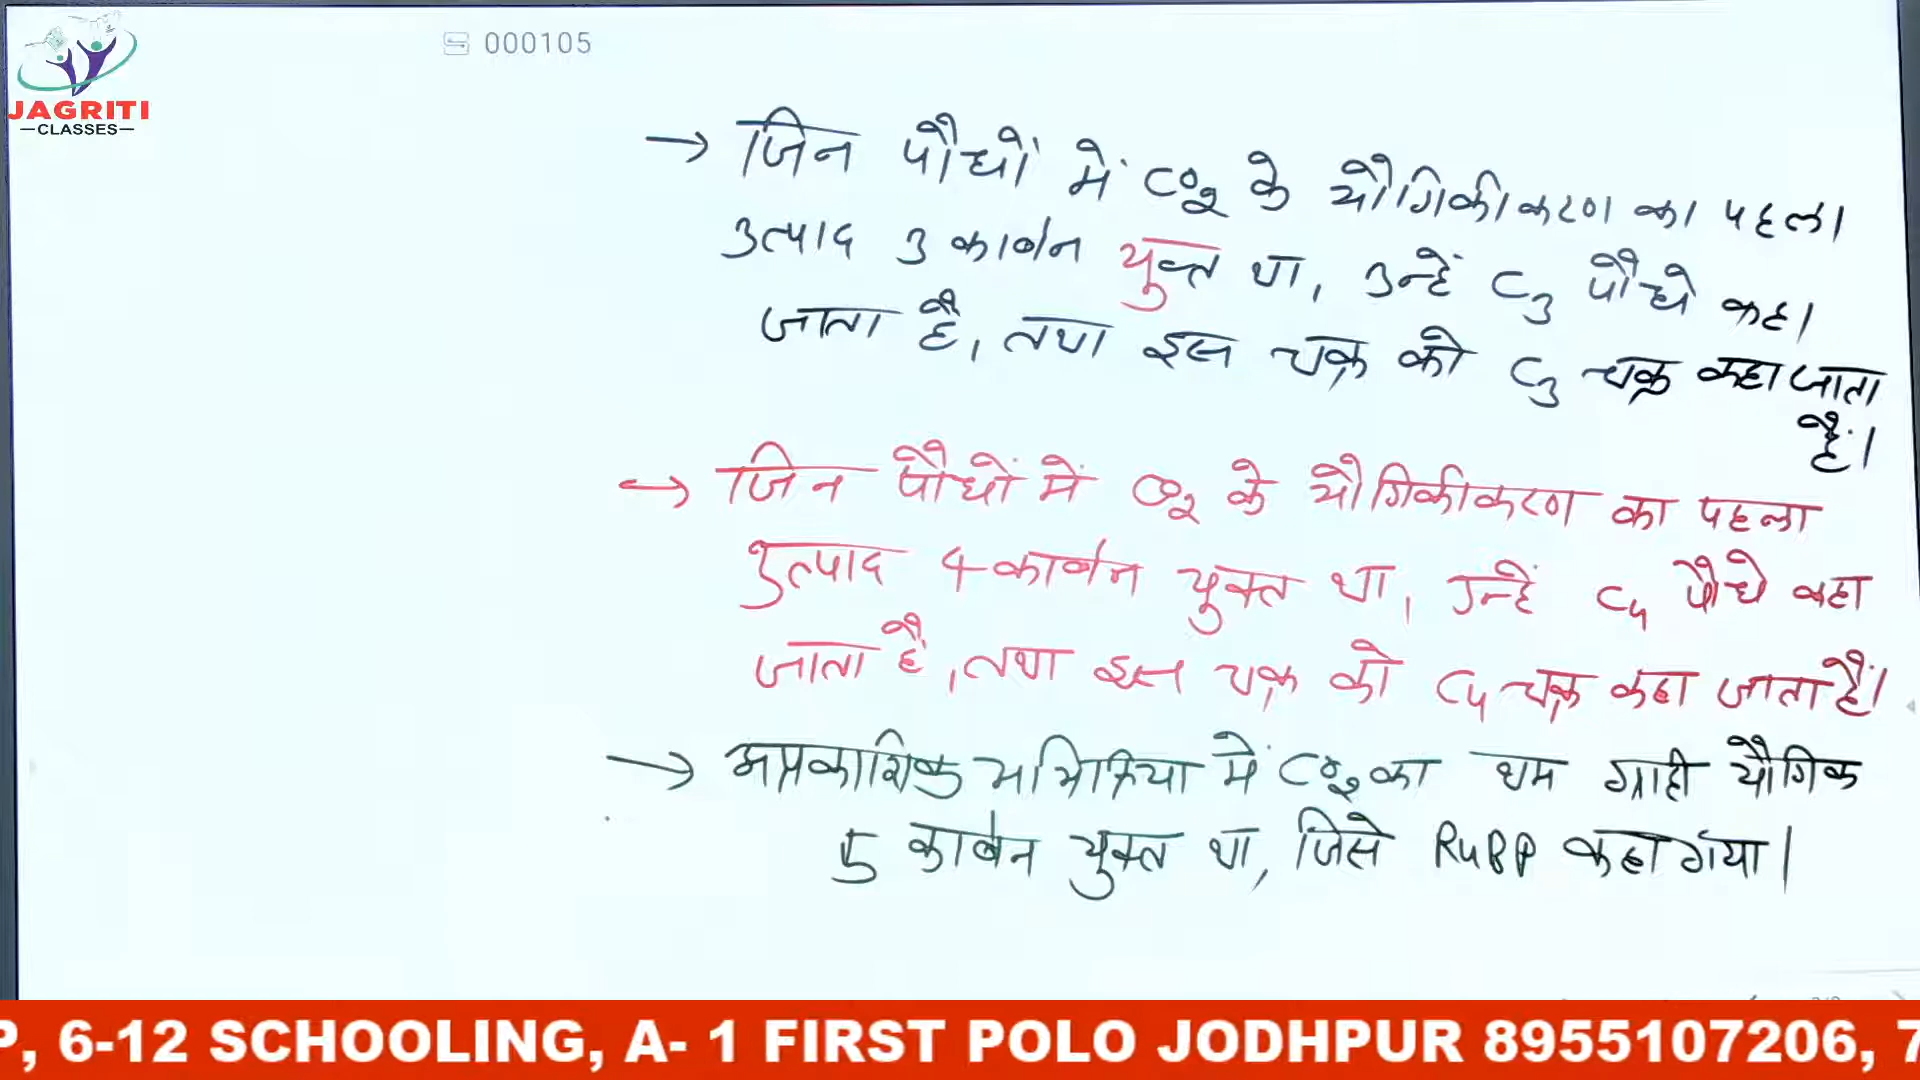 JAGRITI
CLASSES
000105
→ जिन पौधों में CO2 के यौगिकीकरण का पहला
उत्पाद 3 कार्बन युक्त था, उन्हें C3 पौधे कहा
जाता है, तथा इस चक्र को C3 चक्र कहा जाता
हैं।
→ जिन पौधों में CO2 के यौगिकीकरण का पहला
उत्पाद 4 कार्बन युक्त था, उन्हें C4 पौधे कहा
जाता है, तथा इस चक्र को C4 चक्र कहा जाता हैं।
→ अप्रकाशिक अभिक्रिया में CO2 का थम ग्राही यौगिक
5 कार्बन युक्त था, जिसे RuBP कहा गया।
P, 6-12 SCHOOLING, A- 1 FIRST POLO JODHPUR 8955107206, 7